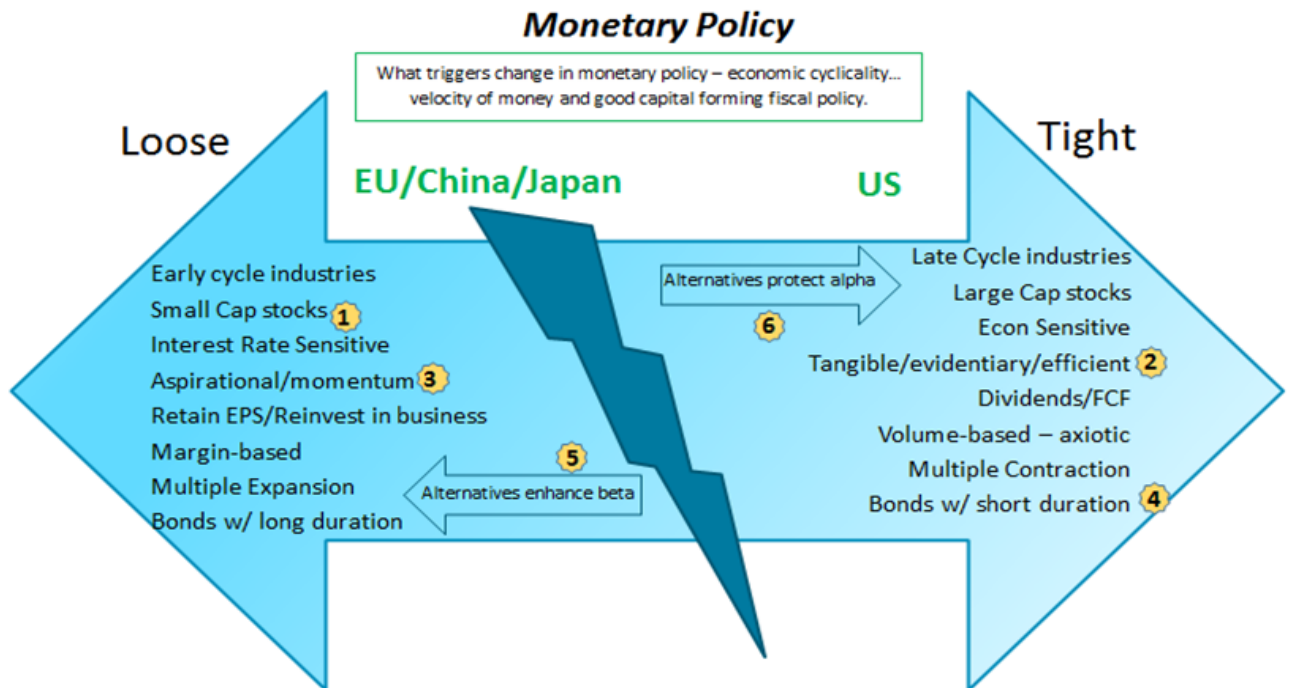 Monetary Policy
What triggers change in monetary policy – economic cyclicality...
velocity of money and good capital forming fiscal policy.
Loose
Tight
EU/China/Japan
US
Early cycle industries
Small Cap stocks 1
Interest Rate Sensitive
Aspirational/momentum 3
Retain EPS/Reinvest in business
Margin-based
Multiple Expansion
Bonds w/ long duration
5
Alternatives enhance beta
Alternatives protect alpha
6
Late Cycle industries
Large Cap stocks
Econ Sensitive
Tangible/evidentiary/efficient 2
Dividends/FCF
Volume-based – axiotic
Multiple Contraction
Bonds w/ short duration 4